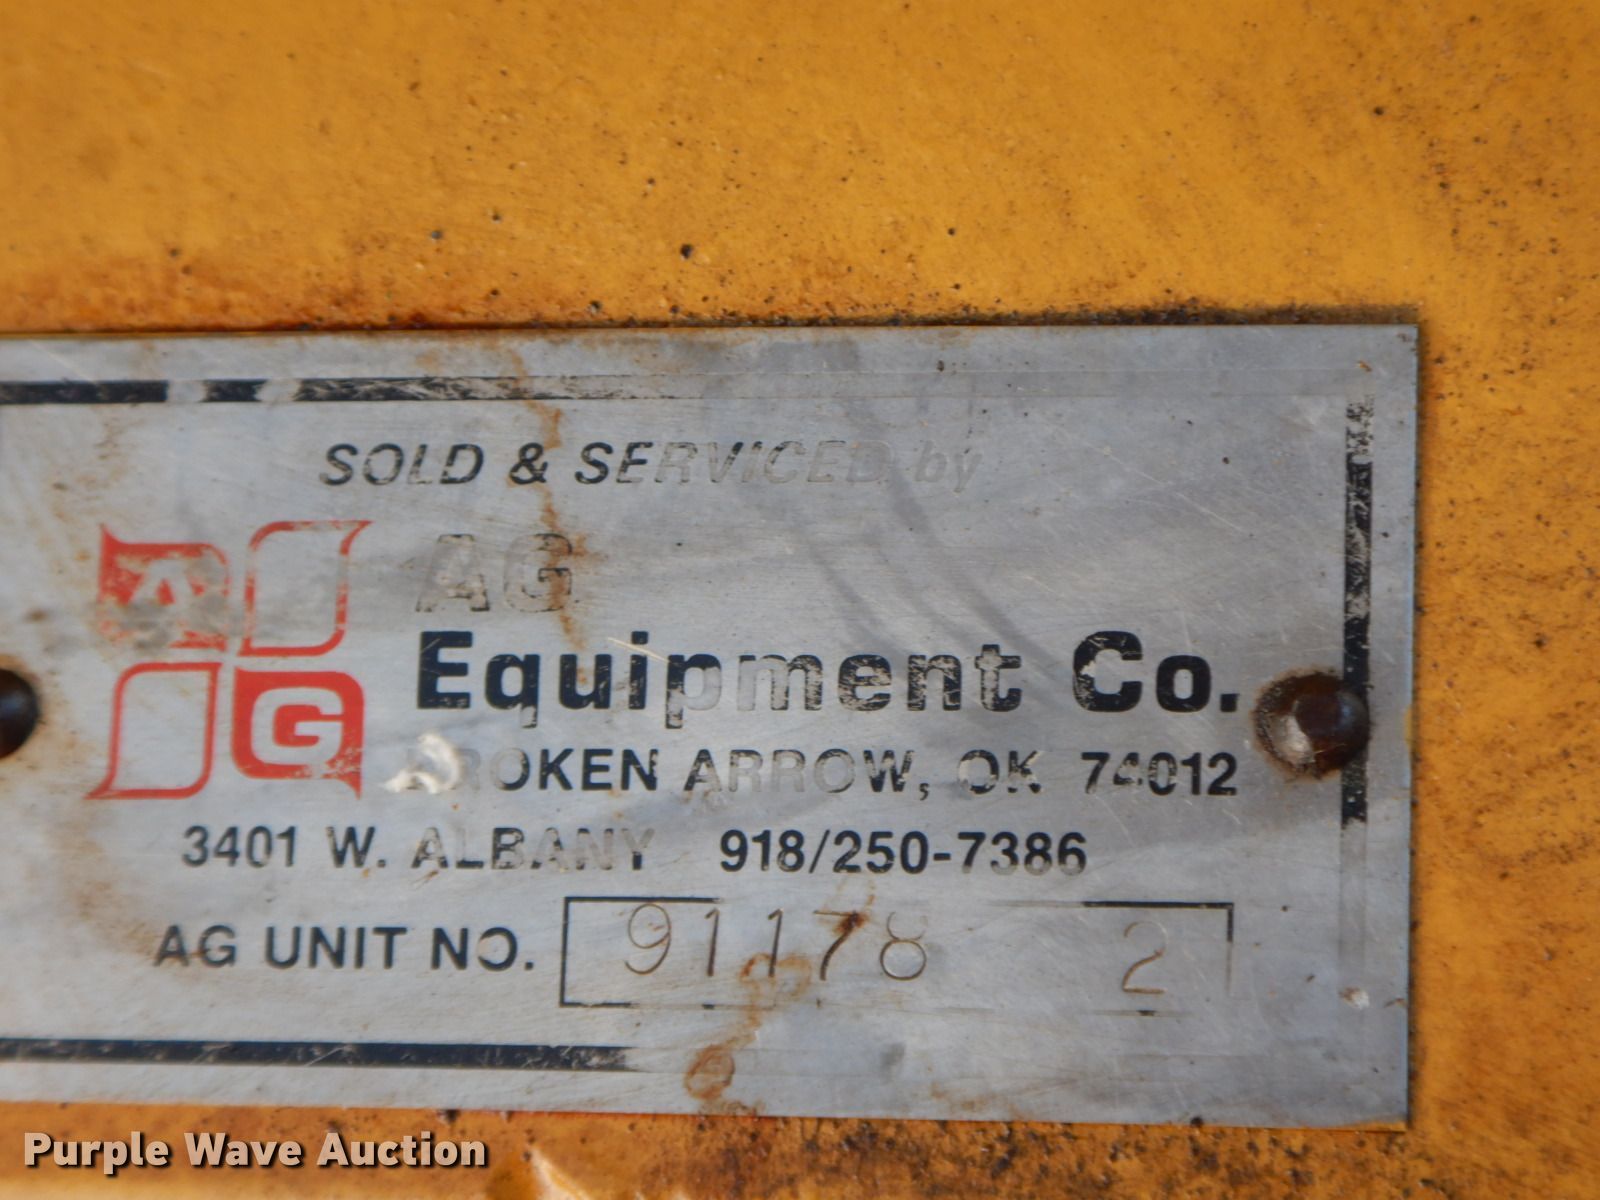 SOLD & SERVICED by
A G
AG
Equipment Co.
BROKEN ARROW, OK 74012
3401 W. ALBANY 918/250-7386
AG UNIT NO. 91178 2
Purple Wave Auction